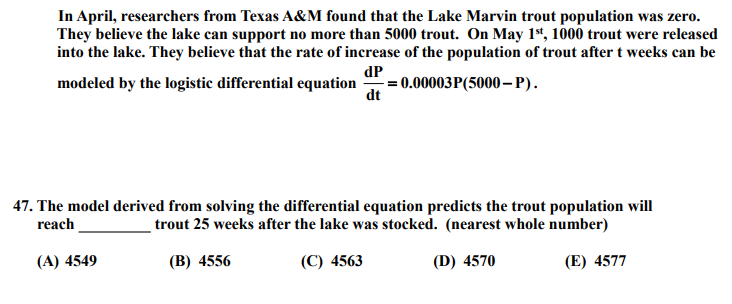 In April, researchers from Texas A&M found that the Lake Marvin trout population was zero.
They believe the lake can support no more than 5000 trout. On May 1st, 1000 trout were released
into the lake. They believe that the rate of increase of the population of trout after t weeks can be
modeled by the logistic differential equation dP/dt = 0.00003P(5000 – P).
47. The model derived from solving the differential equation predicts the trout population will
reach __________ trout 25 weeks after the lake was stocked. (nearest whole number)
(A) 4549 (B) 4556 (C) 4563 (D) 4570 (E) 4577